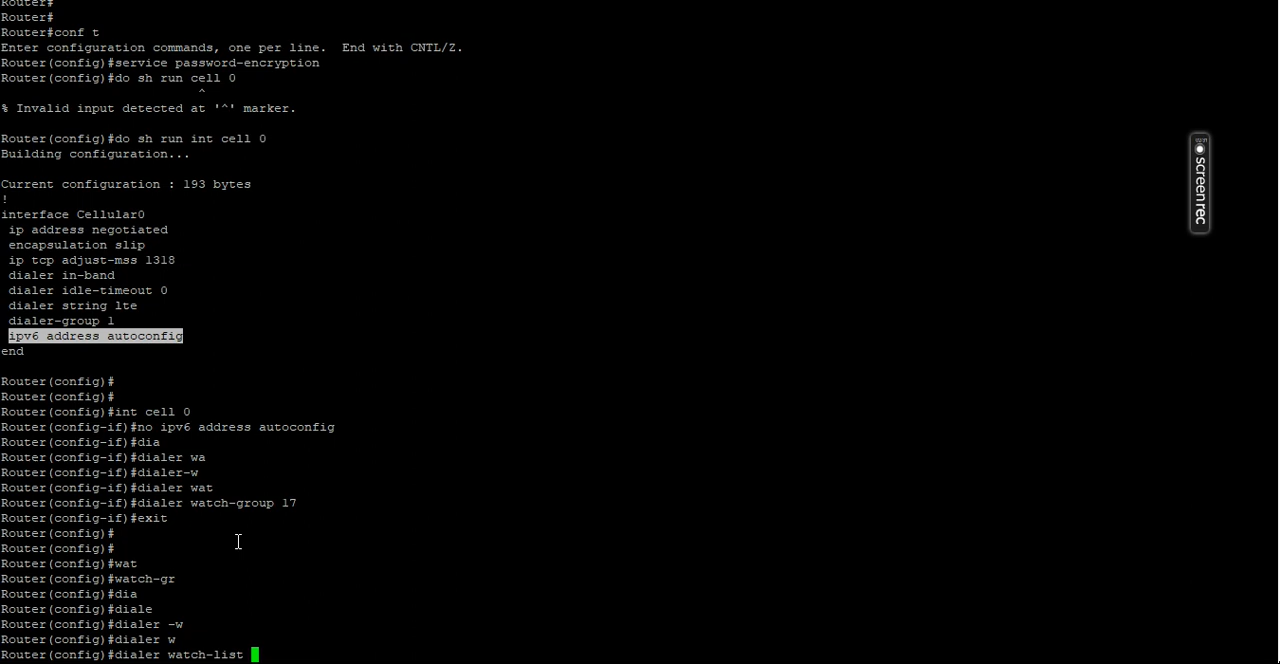 Router#
Router#
Router#conf t
Enter configuration commands, one per line.  End with CNTL/Z.
Router(config)#service password-encryption
Router(config)#do sh run cell 0
^
% Invalid input detected at '^' marker.
Router(config)#do sh run int cell 0
Building configuration...
Current configuration : 193 bytes
!
interface Cellular0
ip address negotiated
encapsulation slip
ip tcp adjust-mss 1318
dialer in-band
dialer idle-timeout 0
dialer string lte
dialer-group 1
ipv6 address autoconfig
end
Router(config)#
Router(config)#
Router(config)#int cell 0
Router(config-if)#no ipv6 address autoconfig
Router(config-if)#dia
Router(config-if)#dialer wa
Router(config-if)#dialer-w
Router(config-if)#dialer wat
Router(config-if)#dialer watch-group 17
Router(config-if)#exit
Router(config)#
Router(config)#
Router(config)#wat
Router(config)#watch-gr
Router(config)#dia
Router(config)#diale
Router(config)#dialer -w
Router(config)#dialer w
Router(config)#dialer watch-list
screenrec